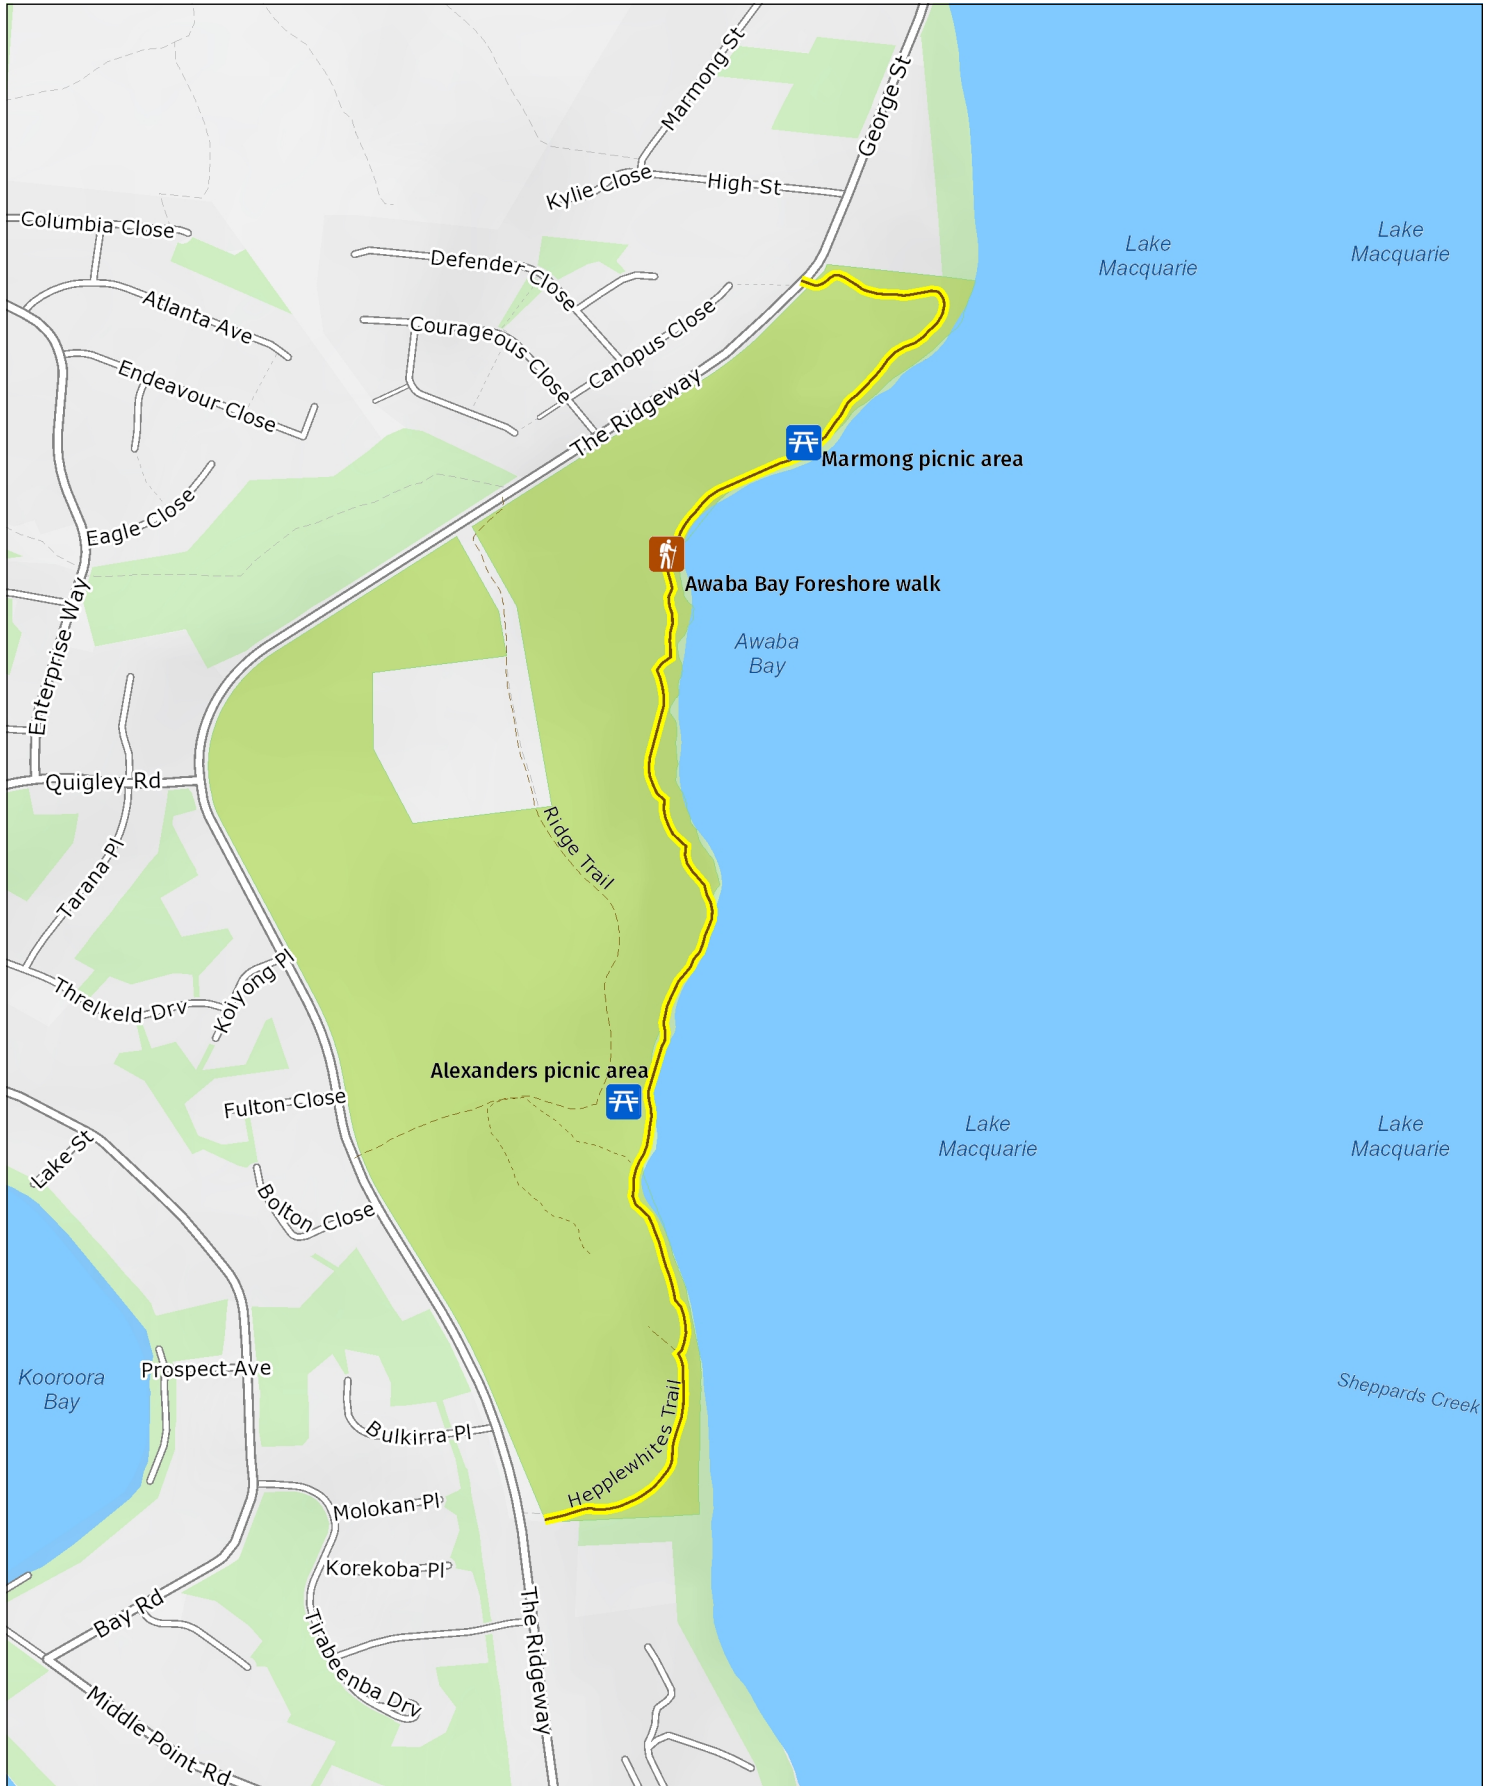 Marmong St
George St
Kylie Close
High St
Columbia Close
Lake
Macquarie
Lake
Macquarie
Defender Close
Atlanta Ave
Courageous Close
Canopus Close
Endeavour Close
The Ridgeway
Marmong picnic area
Eagle Close
Awaba Bay Foreshore walk
Enterprise Way
Awaba
Bay
Quigley Rd
Ridge Trail
Tarana Pl
Threlkeld Drv
Koiyong Pl
Alexanders picnic area
Fulton Close
Lake St
Lake
Macquarie
Lake
Macquarie
Bolton Close
Kooroora
Bay
Prospect Ave
Sheppards Creek
Bulkirra Pl
Hepplewhites Trail
Molokan Pl
Korekoba Pl
Bay Rd
The Ridgeway
Tirabeenba Drv
Middle Point Rd